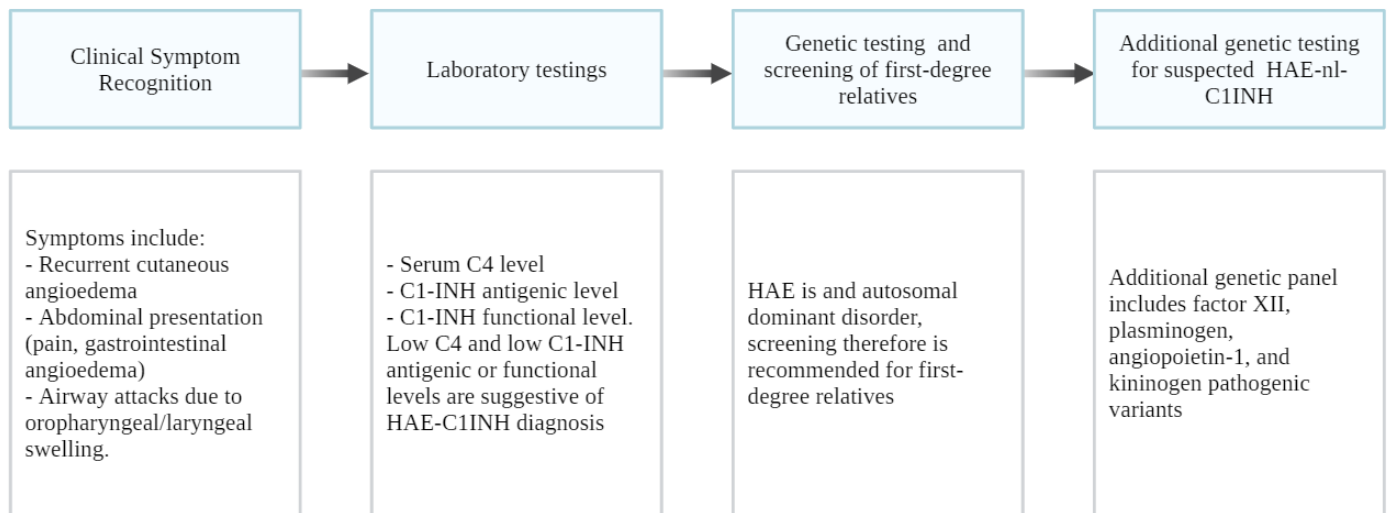 Clinical Symptom
Recognition
Laboratory testings
Genetic testing and
screening of first-degree
relatives
Additional genetic testing
for suspected HAE-nl-
C1INH
Symptoms include:
- Recurrent cutaneous
angioedema
- Abdominal presentation
(pain, gastrointestinal
angioedema)
- Airway attacks due to
oropharyngeal/laryngeal
swelling.
- Serum C4 level
- C1-INH antigenic level
- C1-INH functional level.
Low C4 and low C1-INH
antigenic or functional
levels are suggestive of
HAE-C1INH diagnosis
HAE is and autosomal
dominant disorder,
screening therefore is
recommended for first-
degree relatives
Additional genetic panel
includes factor XII,
plasminogen,
angiopoietin-1, and
kininogen pathogenic
variants